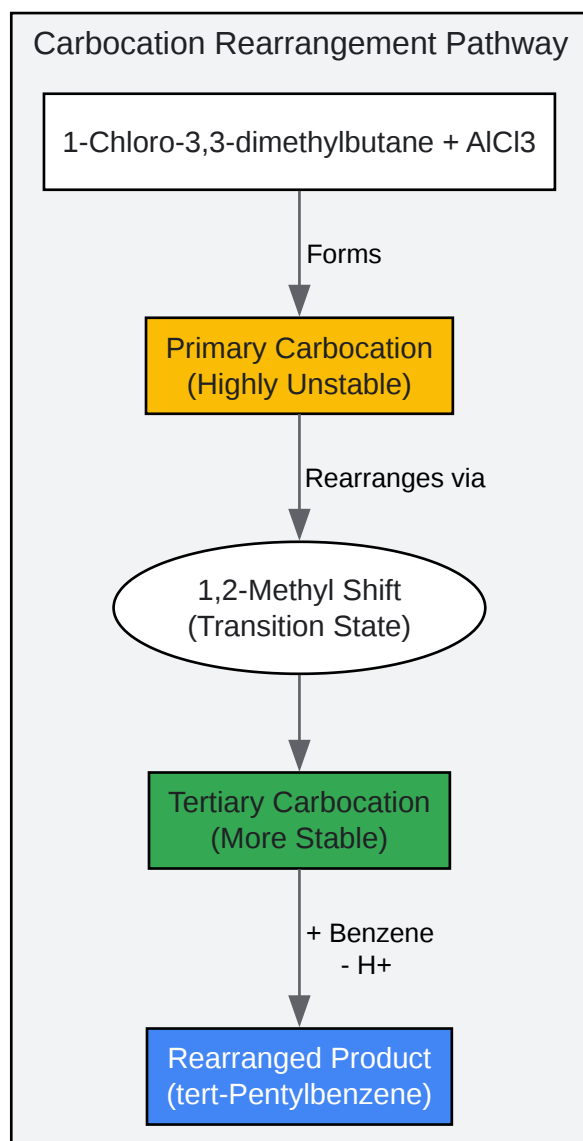 Carbocation Rearrangement Pathway
1-Chloro-3,3-dimethylbutane + AlCl3
Forms
Primary Carbocation
(Highly Unstable)
Rearranges via
1,2-Methyl Shift
(Transition State)
Tertiary Carbocation
(More Stable)
+ Benzene
- H+
Rearranged Product
(tert-Pentylbenzene)